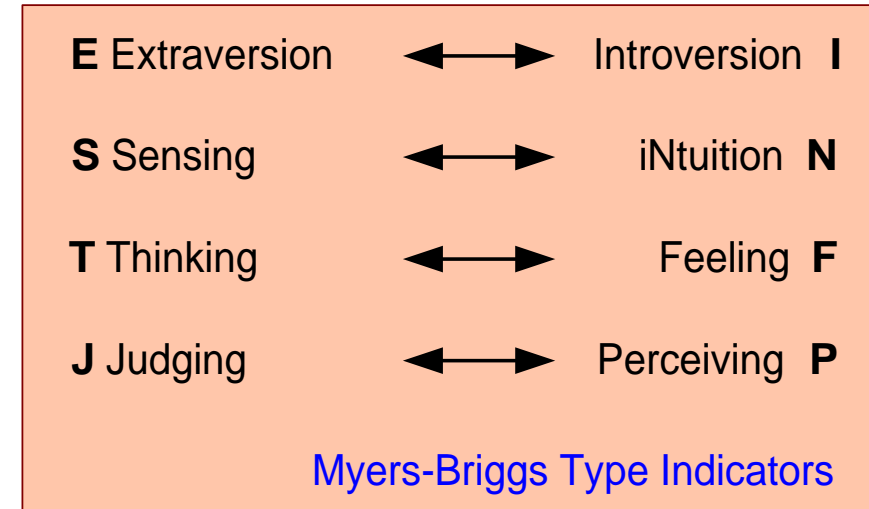 E Extraversion Introversion I
S Sensing iNtuition N
T Thinking Feeling F
J Judging Perceiving P
Myers-Briggs Type Indicators